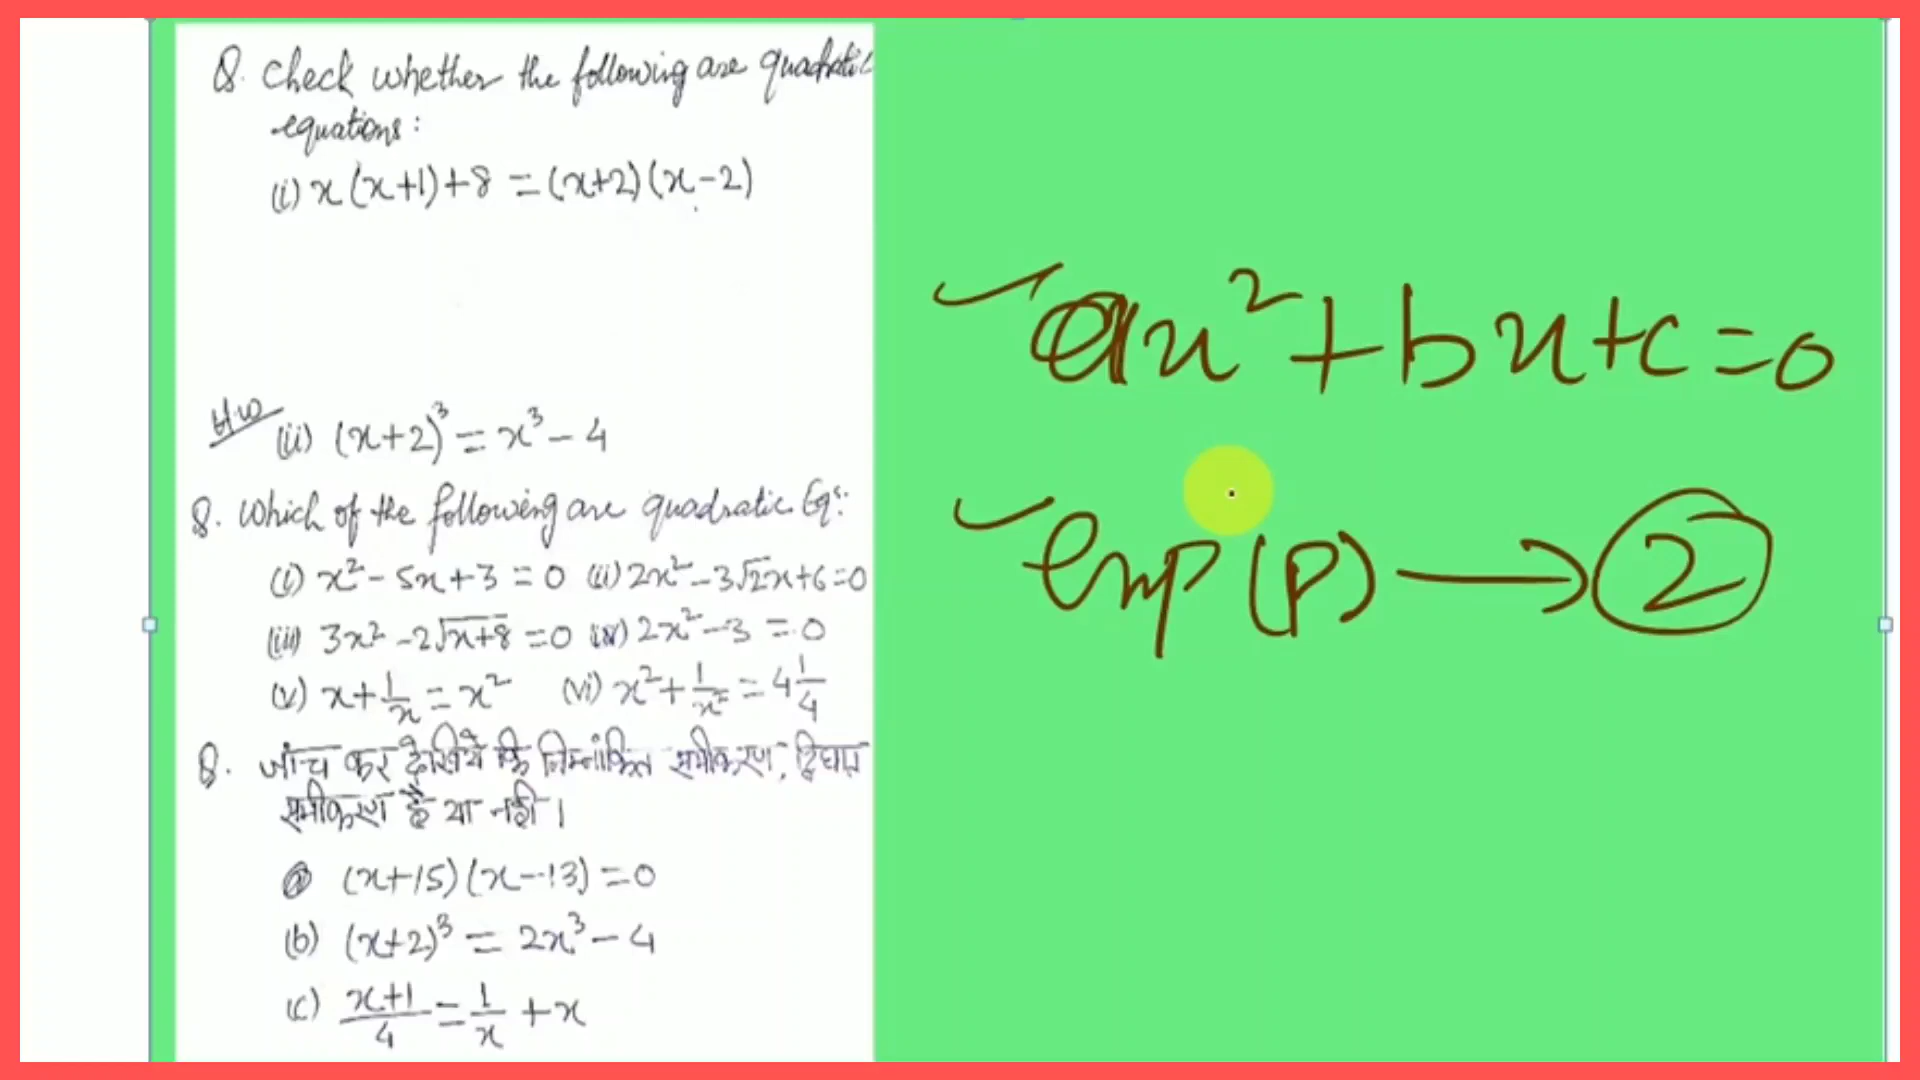 Q. Check whether the following are quadratic
equations:
(i) x(x+1)+8 = (x+2)(x-2)
H.W
(ii) (x+2)³ = x³ - 4
Q. Which of the following are quadratic Eqs:
(i) x² - 5x + 3 = 0 (ii) 2x² - 3√2x + 6 = 0
(iii) 3x² - 2√x+8 = 0 (iv) 2x² - 3 = 0
(v) x + 1/x = x² (vi) x² + 1/x² = 4 1/4
Q. जाँच कर देखिये कि निम्नांकित समीकरण, द्विघात
समीकरण है या नहीं।
(a) (x+15)(x-13) = 0
(b) (x+2)³ = 2x³ - 4
(c) x+1/4 = 1/x + x
ax² + bx + c = 0
exp(p) → 2